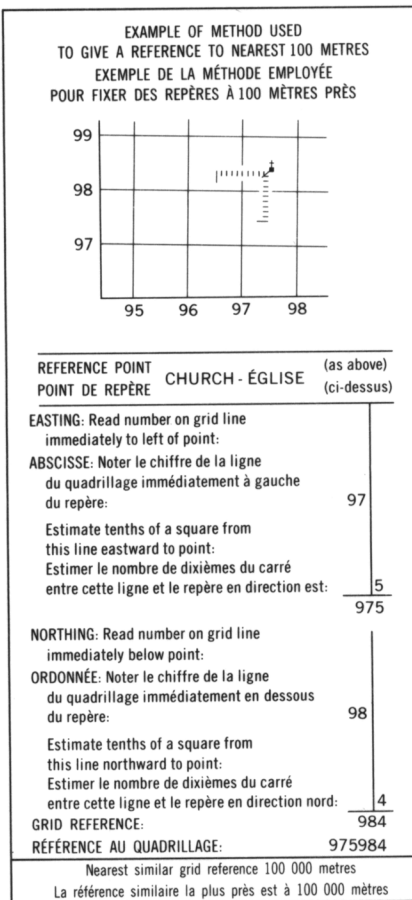 EXAMPLE OF METHOD USED
TO GIVE A REFERENCE TO NEAREST 100 METRES
EXEMPLE DE LA MÉTHODE EMPLOYÉE
POUR FIXER DES REPÈRES À 100 MÈTRES PRÈS
99
98
97
95 96 97 98
REFERENCE POINT
POINT DE REPÈRE
CHURCH - ÉGLISE
(as above)
(ci-dessus)
EASTING: Read number on grid line
immediately to left of point:
ABSCISSE: Noter le chiffre de la ligne
du quadrillage immédiatement à gauche
du repère: 97
Estimate tenths of a square from
this line eastward to point:
Estimer le nombre de dixièmes du carré
entre cette ligne et le repère en direction est: 5
975
NORTHING: Read number on grid line
immediately below point:
ORDONNÉE: Noter le chiffre de la ligne
du quadrillage immédiatement en dessous
du repère: 98
Estimate tenths of a square from
this line northward to point:
Estimer le nombre de dixièmes du carré
entre cette ligne et le repère en direction nord: 4
GRID REFERENCE: 984
RÉFÉRENCE AU QUADRILLAGE: 975984
Nearest similar grid reference 100 000 metres
La référence similaire la plus près est à 100 000 mètres